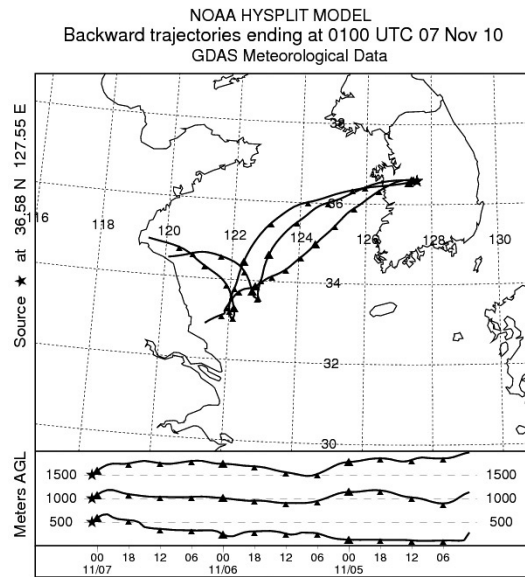 NOAA HYSPLIT MODEL
Backward trajectories ending at 0100 UTC 07 Nov 10
GDAS Meteorological Data
Source ★ at 36.58 N 127.55 E
38
116
118
120
122
124
126
36
130
128
34
32
30
Meters AGL
1500
1500
1000
1000
500
500
00 18 12 06 00 18 12 06 00 18 12 06
11/07 11/06 11/05